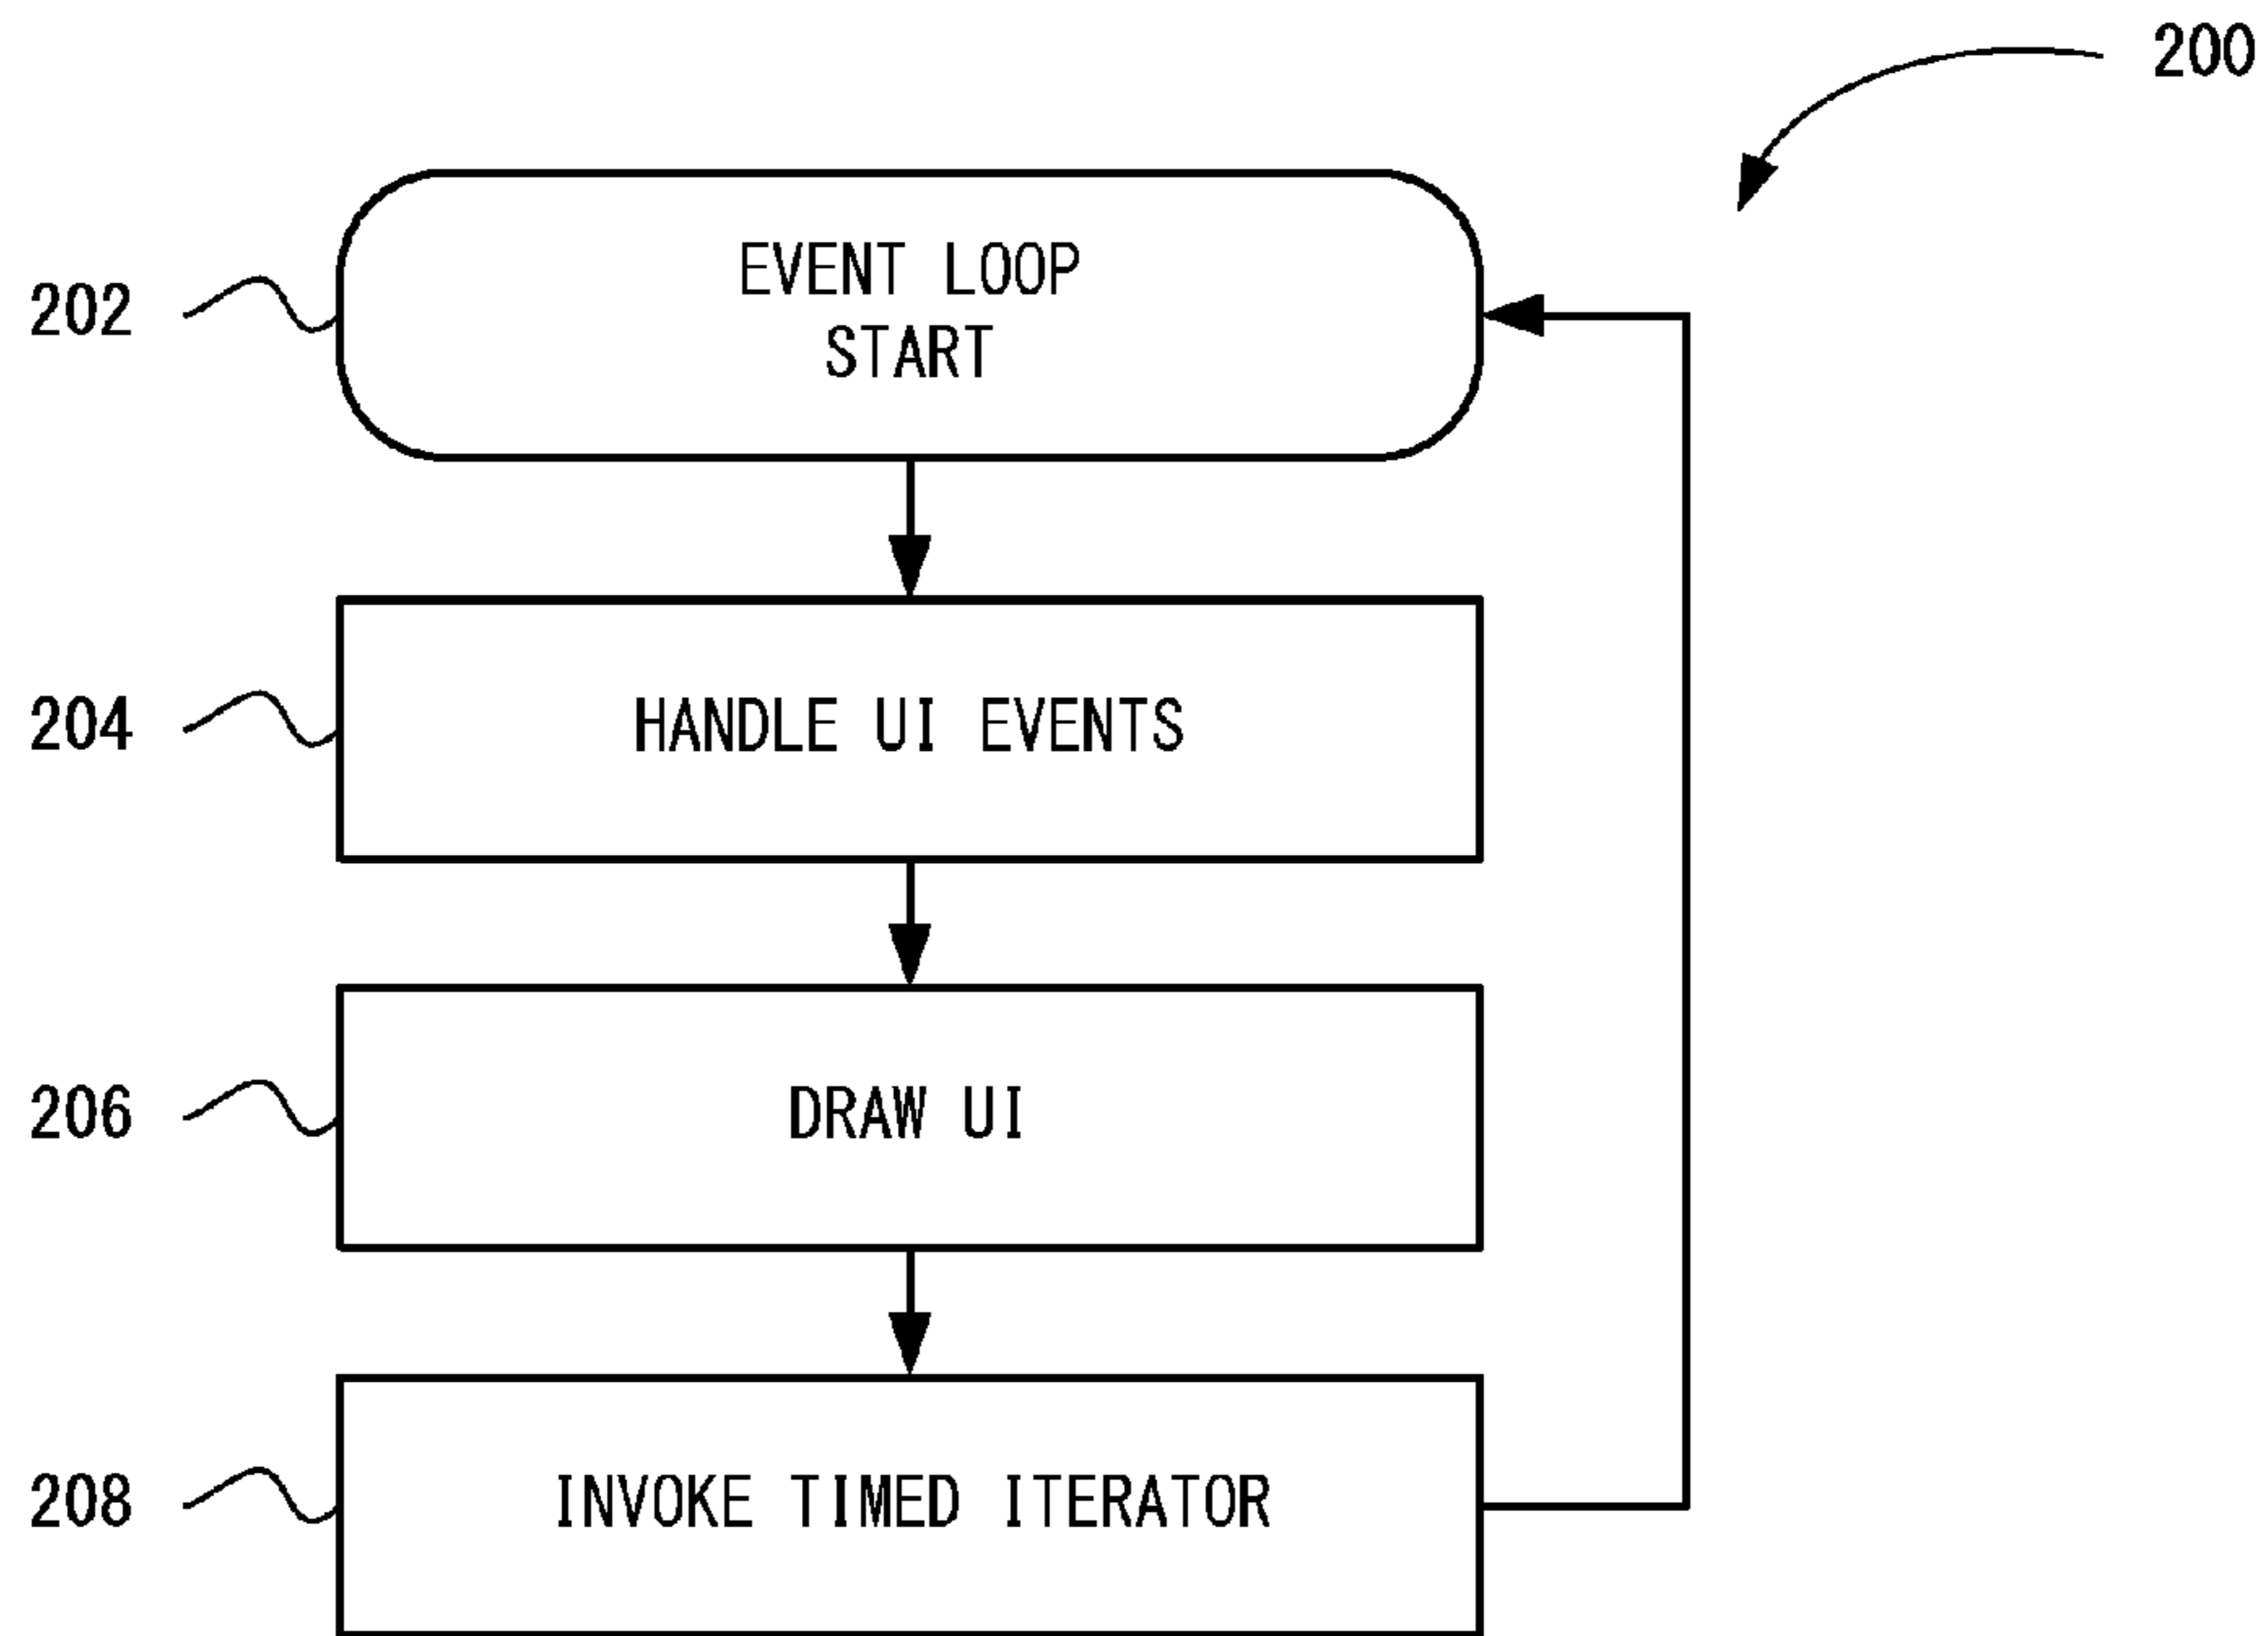 200
202
EVENT LOOP
START
204
HANDLE UI EVENTS
206
DRAW UI
208
INVOKE TIMED ITERATOR